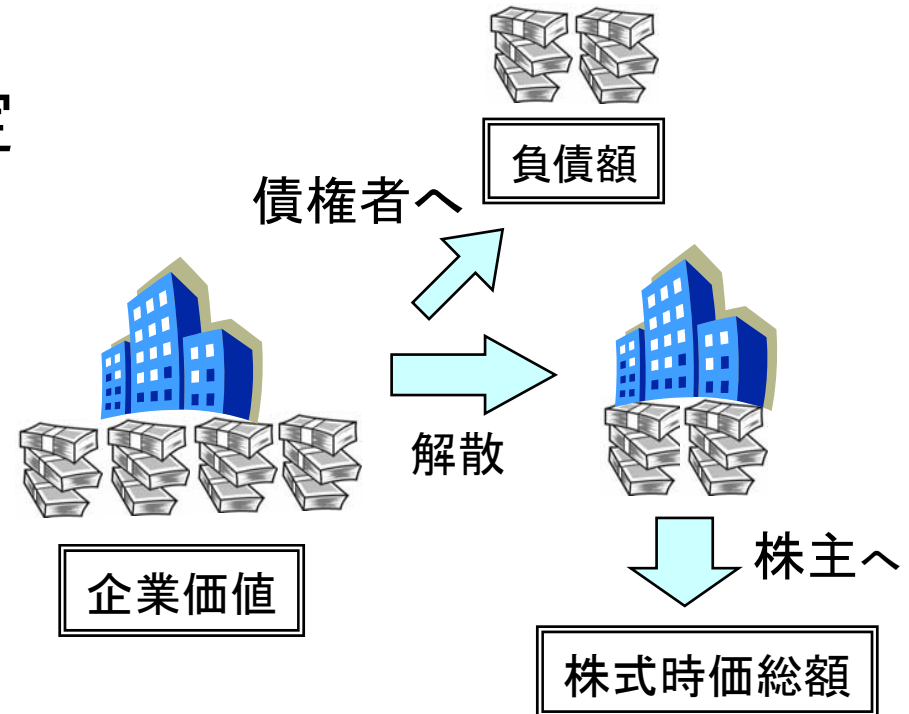 負債額
債権者へ
解散
企業価値
株主へ
株式時価総額